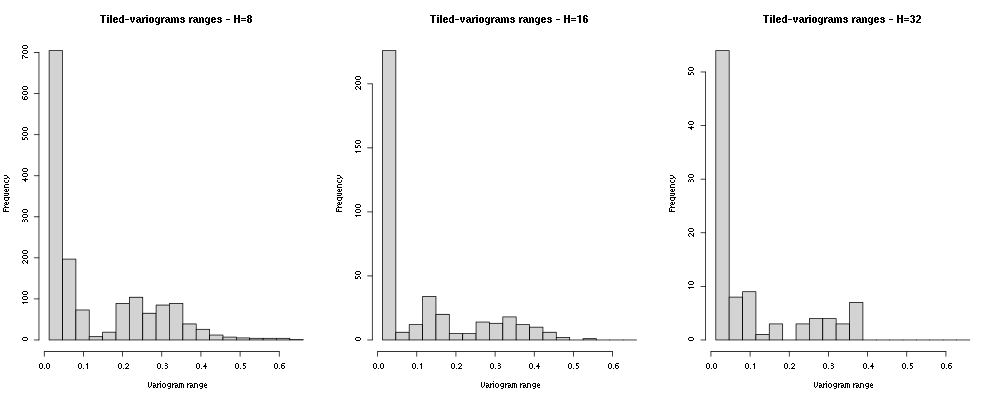 Tiled-variograms ranges - H=8
Frequency
700
600
500
400
300
200
100
0
0.0 0.1 0.2 0.3 0.4 0.5 0.6
Variogram range
Tiled-variograms ranges - H=16
Frequency
200
150
100
50
0
0.0 0.1 0.2 0.3 0.4 0.5 0.6
Variogram range
Tiled-variograms ranges - H=32
Frequency
50
40
30
20
10
0
0.0 0.1 0.2 0.3 0.4 0.5 0.6
Variogram range